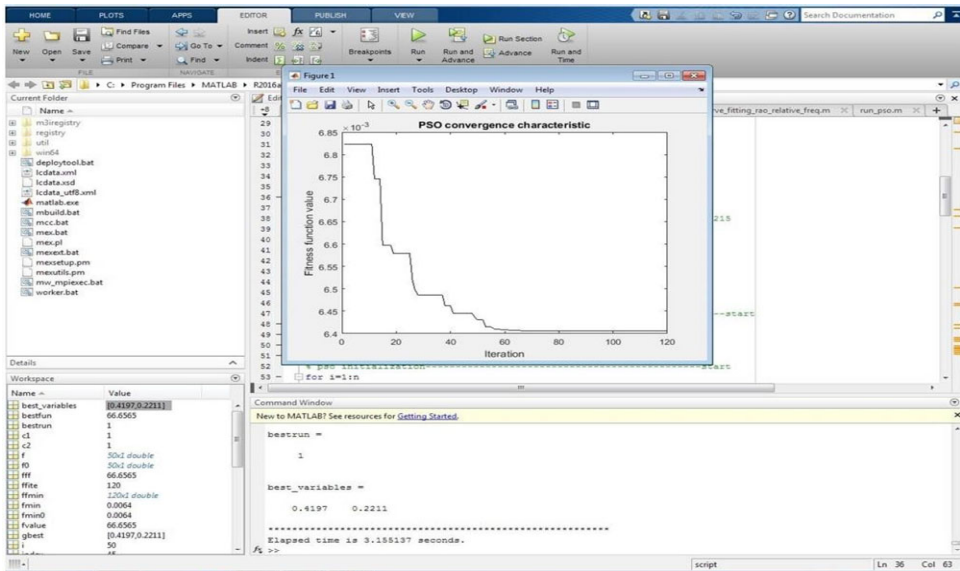 HOME PLOTS APPS EDITOR PUBLISH VIEW
Search Documentation
New Open Save
Find Files
Compare
Print
Go To
Find
Insert fx
Comment
Indent
Breakpoints
Run
Run and Advance
Run Section
Advance
Run and Time
FILE NAVIGATE
C: ▸ Program Files ▸ MATLAB ▸ R2016a
Current Folder
Name
m3iregistry
registry
util
win64
deploytool.bat
lcdata.xml
lcdata.xsd
lcdata_utf8.xml
matlab.exe
mbuild.bat
mcc.bat
mex.bat
mex.pl
mexext.bat
mexsetup.pm
mexutils.pm
mw_mpiexec.bat
worker.bat
Details
Workspace
Name Value
best_variables [0.4197,0.2211]
bestfun 66.6565
bestrun 1
c1 1
c2 1
f 50x1 double
f0 50x1 double
fff 66.6565
ffite 120
ffmin 120x1 double
fmin 0.0064
fmin0 0.0064
fvalue 66.6565
gbest [0.4197,0.2211]
i 50
rve_fitting_rao_relative_freq.m run_pso.m
29
30
31
32
33
34
35
36
37
38
39
40
41
42
43
44
45
46
47
48
49
50
51
52
53 for i=1:n
215
--start
% pso initialization start
Figure 1
File Edit View Insert Tools Desktop Window Help
PSO convergence characteristic
×10-3
6.85
6.8
6.75
6.7
6.65
6.6
6.55
6.5
6.45
6.4
Fitness function value
0 20 40 60 80 100 120
Iteration
Command Window
New to MATLAB? See resources for Getting Started.
bestrun =
1
best_variables =
0.4197 0.2211
**********************************************************
Elapsed time is 3.155137 seconds.
fx >>
script Ln 36 Col 63